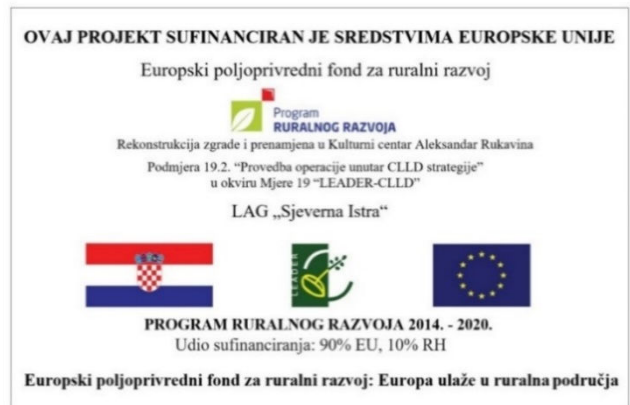 OVAJ PROJEKT SUFINANCIRAN JE SREDSTVIMA EUROPSKE UNIJE
Europski poljoprivredni fond za ruralni razvoj
Program
RURALNOG RAZVOJA
Rekonstrukcija zgrade i prenamjena u Kulturni centar Aleksandar Rukavina
Podmjera 19.2. “Provedba operacije unutar CLLD strategije”
u okviru Mjere 19 “LEADER-CLLD”
LAG „Sjeverna Istra“
LEADER
PROGRAM RURALNOG RAZVOJA 2014. - 2020.
Udio sufinanciranja: 90% EU, 10% RH
Europski poljoprivredni fond za ruralni razvoj: Europa ulaže u ruralna područja